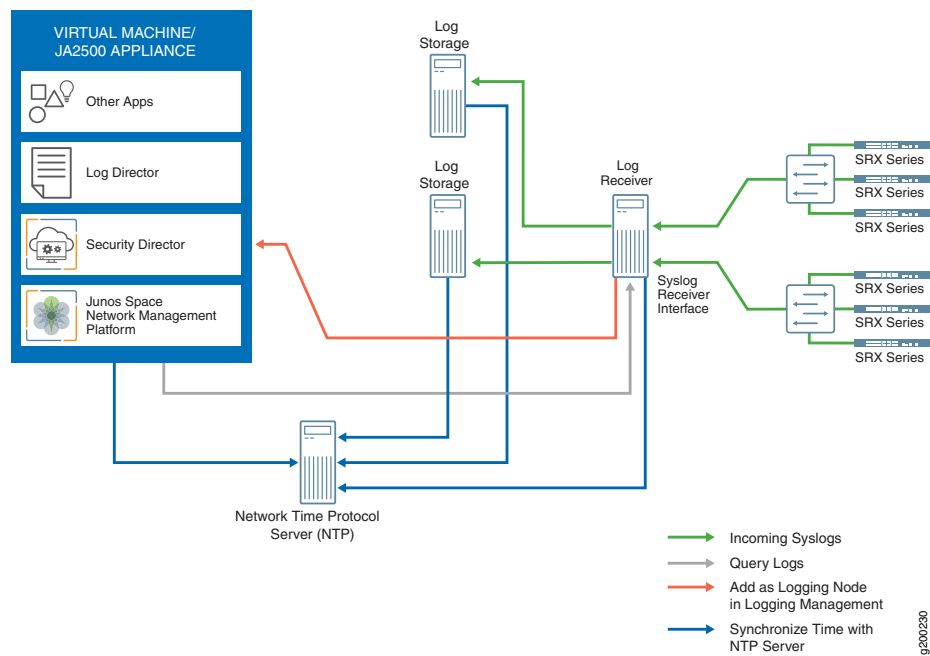 VIRTUAL MACHINE/
JA2500 APPLIANCE
Other Apps
Log Director
Security Director
Junos Space
Network Management
Platform
Log
Storage
Log
Storage
Log
Receiver
Syslog
Receiver
Interface
SRX Series
SRX Series
SRX Series
SRX Series
SRX Series
SRX Series
Network Time Protocol
Server (NTP)
Incoming Syslogs
Query Logs
Add as Logging Node
in Logging Management
Synchronize Time with
NTP Server
g200230